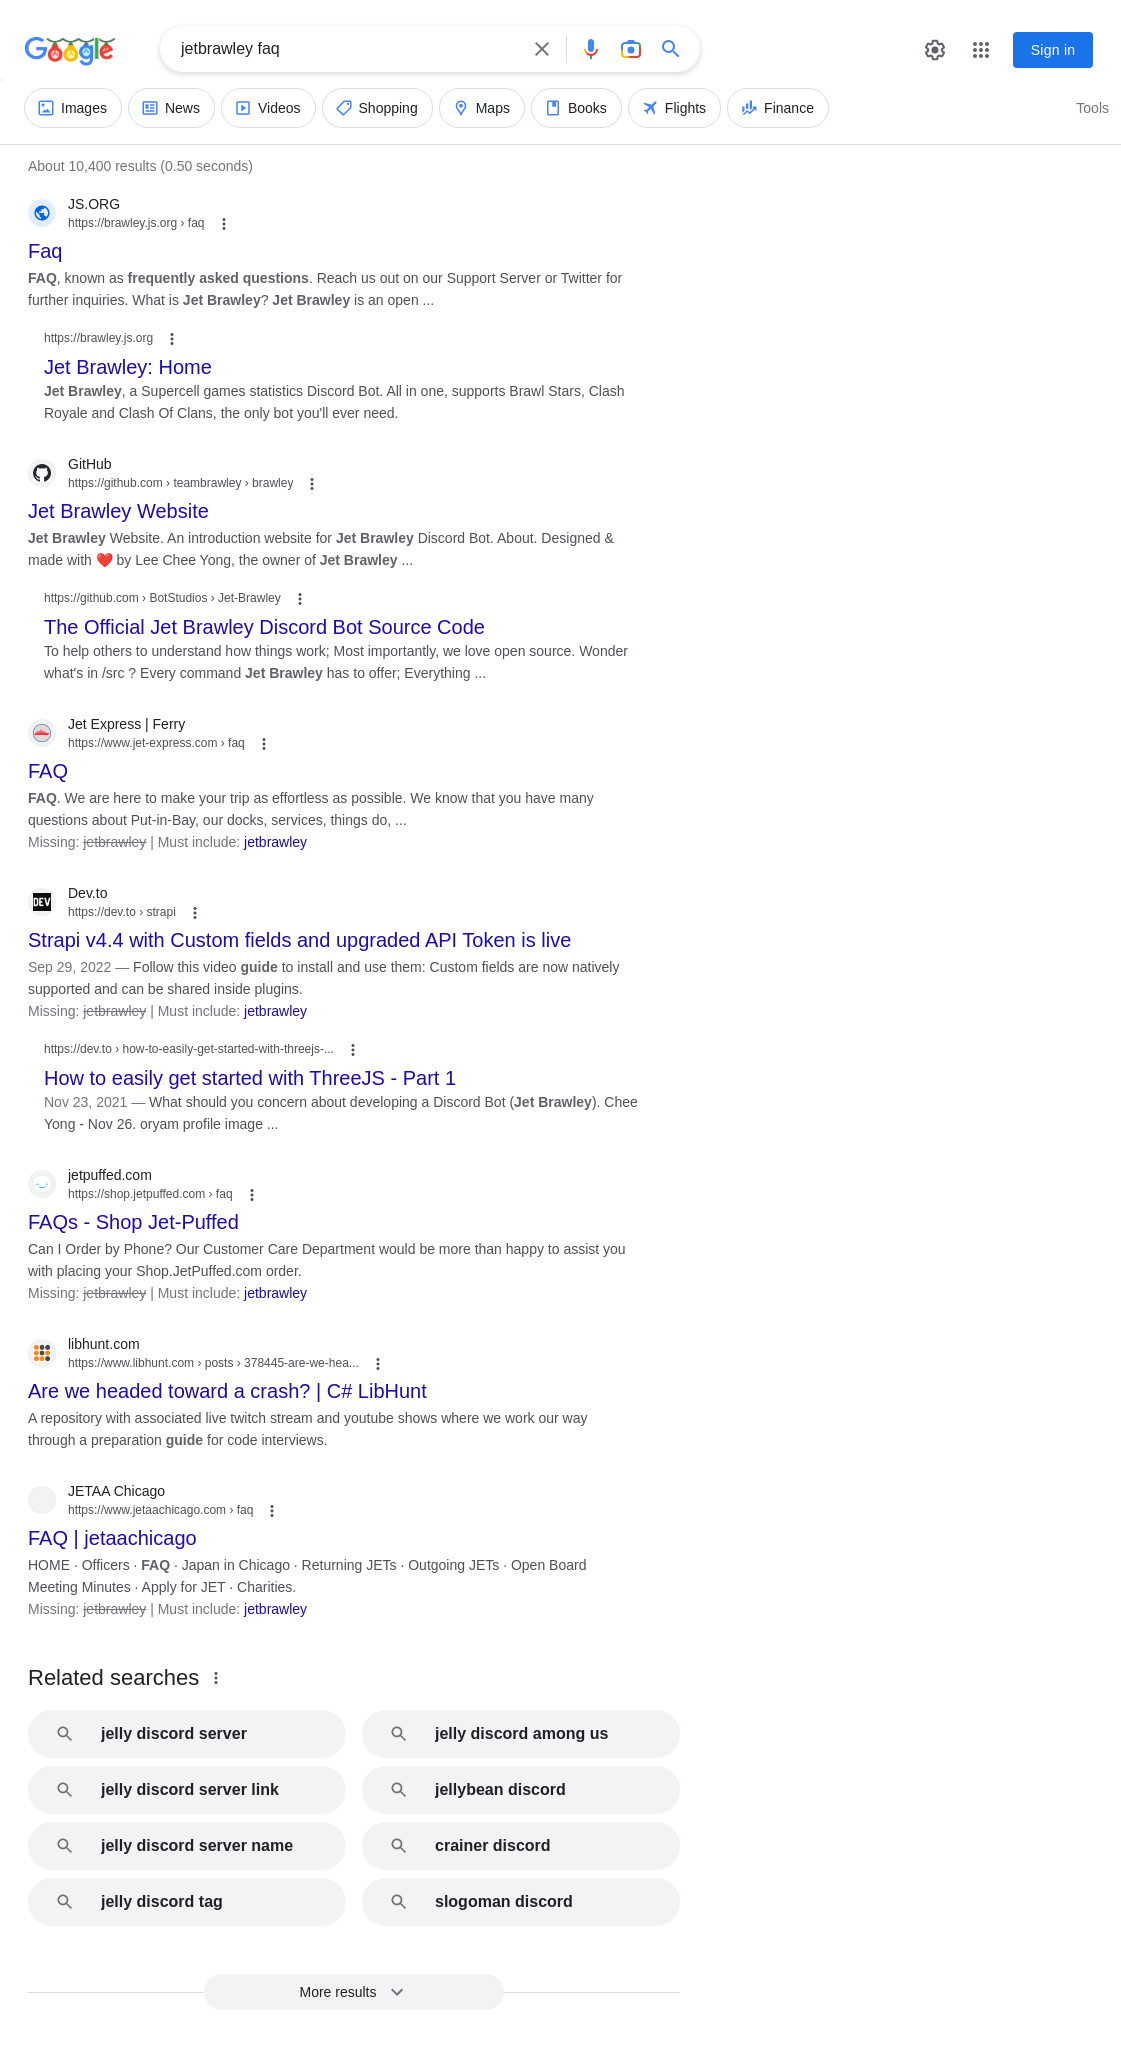 Google
jetbrawley faq
Sign in
Images
News
Videos
Shopping
Maps
Books
Flights
Finance
Tools
About 10,400 results (0.50 seconds)
JS.ORG
https://brawley.js.org › faq
Faq
FAQ, known as frequently asked questions. Reach us out on our Support Server or Twitter for
further inquiries. What is Jet Brawley? Jet Brawley is an open ...
https://brawley.js.org
Jet Brawley: Home
Jet Brawley, a Supercell games statistics Discord Bot. All in one, supports Brawl Stars, Clash
Royale and Clash Of Clans, the only bot you'll ever need.
GitHub
https://github.com › teambrawley › brawley
Jet Brawley Website
Jet Brawley Website. An introduction website for Jet Brawley Discord Bot. About. Designed &
made with ❤️ by Lee Chee Yong, the owner of Jet Brawley ...
https://github.com › BotStudios › Jet-Brawley
The Official Jet Brawley Discord Bot Source Code
To help others to understand how things work; Most importantly, we love open source. Wonder
what's in /src ? Every command Jet Brawley has to offer; Everything ...
Jet Express | Ferry
https://www.jet-express.com › faq
FAQ
FAQ. We are here to make your trip as effortless as possible. We know that you have many
questions about Put-in-Bay, our docks, services, things do, ...
Missing: jetbrawley | Must include: jetbrawley
DEV
Dev.to
https://dev.to › strapi
Strapi v4.4 with Custom fields and upgraded API Token is live
Sep 29, 2022 — Follow this video guide to install and use them: Custom fields are now natively
supported and can be shared inside plugins.
Missing: jetbrawley | Must include: jetbrawley
https://dev.to › how-to-easily-get-started-with-threejs-...
How to easily get started with ThreeJS - Part 1
Nov 23, 2021 — What should you concern about developing a Discord Bot (Jet Brawley). Chee
Yong - Nov 26. oryam profile image ...
jetpuffed.com
https://shop.jetpuffed.com › faq
FAQs - Shop Jet-Puffed
Can I Order by Phone? Our Customer Care Department would be more than happy to assist you
with placing your Shop.JetPuffed.com order.
Missing: jetbrawley | Must include: jetbrawley
libhunt.com
https://www.libhunt.com › posts › 378445-are-we-hea...
Are we headed toward a crash? | C# LibHunt
A repository with associated live twitch stream and youtube shows where we work our way
through a preparation guide for code interviews.
JETAA Chicago
https://www.jetaachicago.com › faq
FAQ | jetaachicago
HOME · Officers · FAQ · Japan in Chicago · Returning JETs · Outgoing JETs · Open Board
Meeting Minutes · Apply for JET · Charities.
Missing: jetbrawley | Must include: jetbrawley
Related searches
jelly discord server
jelly discord among us
jelly discord server link
jellybean discord
jelly discord server name
crainer discord
jelly discord tag
slogoman discord
More results